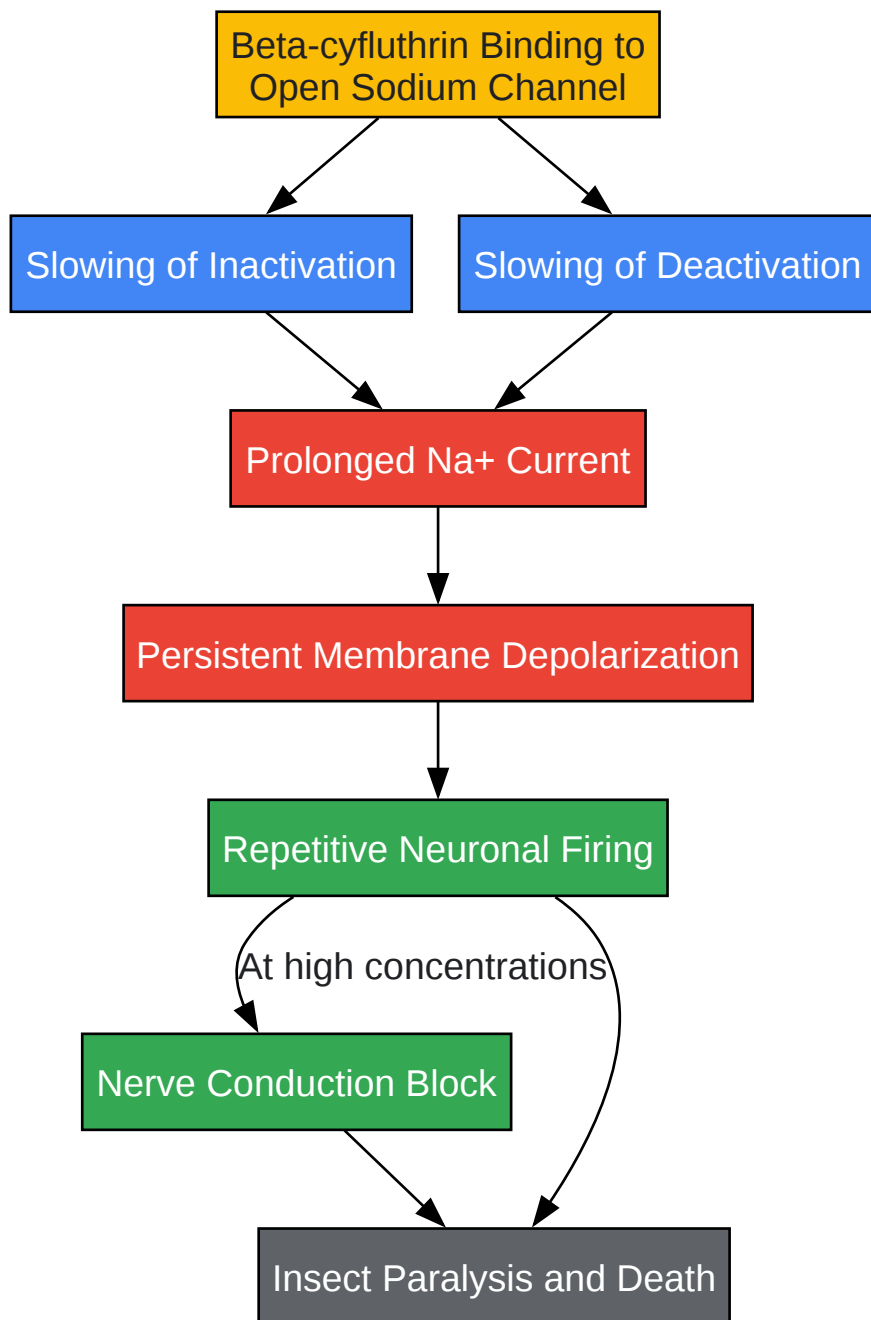 Beta-cyfluthrin Binding to
Open Sodium Channel
Slowing of Inactivation
Slowing of Deactivation
Prolonged Na+ Current
Persistent Membrane Depolarization
Repetitive Neuronal Firing
At high concentrations
Nerve Conduction Block
Insect Paralysis and Death